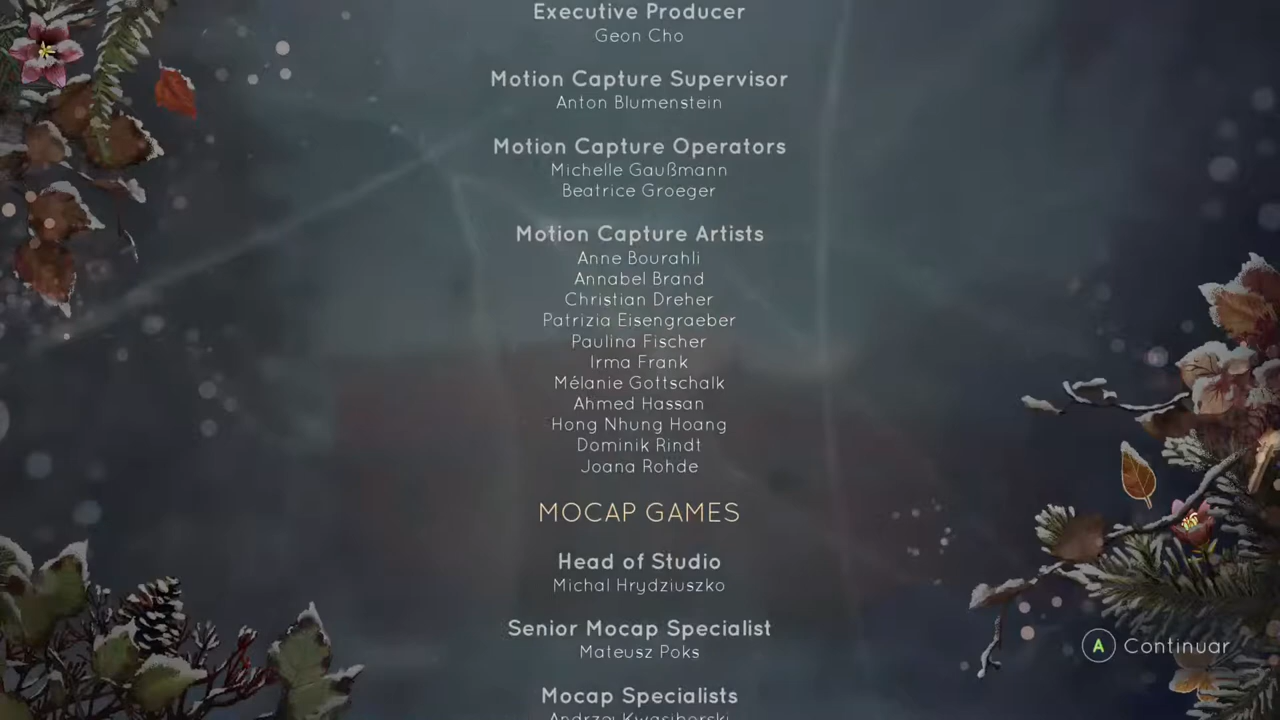 Executive Producer
Geon Cho
Motion Capture Supervisor
Anton Blumenstein
Motion Capture Operators
Michelle Gaußmann
Beatrice Groeger
Motion Capture Artists
Anne Bourahli
Annabel Brand
Christian Dreher
Patrizia Eisengraeber
Paulina Fischer
Irma Frank
Mélanie Gottschalk
Ahmed Hassan
Hong Nhung Hoang
Dominik Rindt
Joana Rohde
MOCAP GAMES
Head of Studio
Michal Hrydziuszko
Senior Mocap Specialist
Mateusz Poks
A Continuar
Mocap Specialists